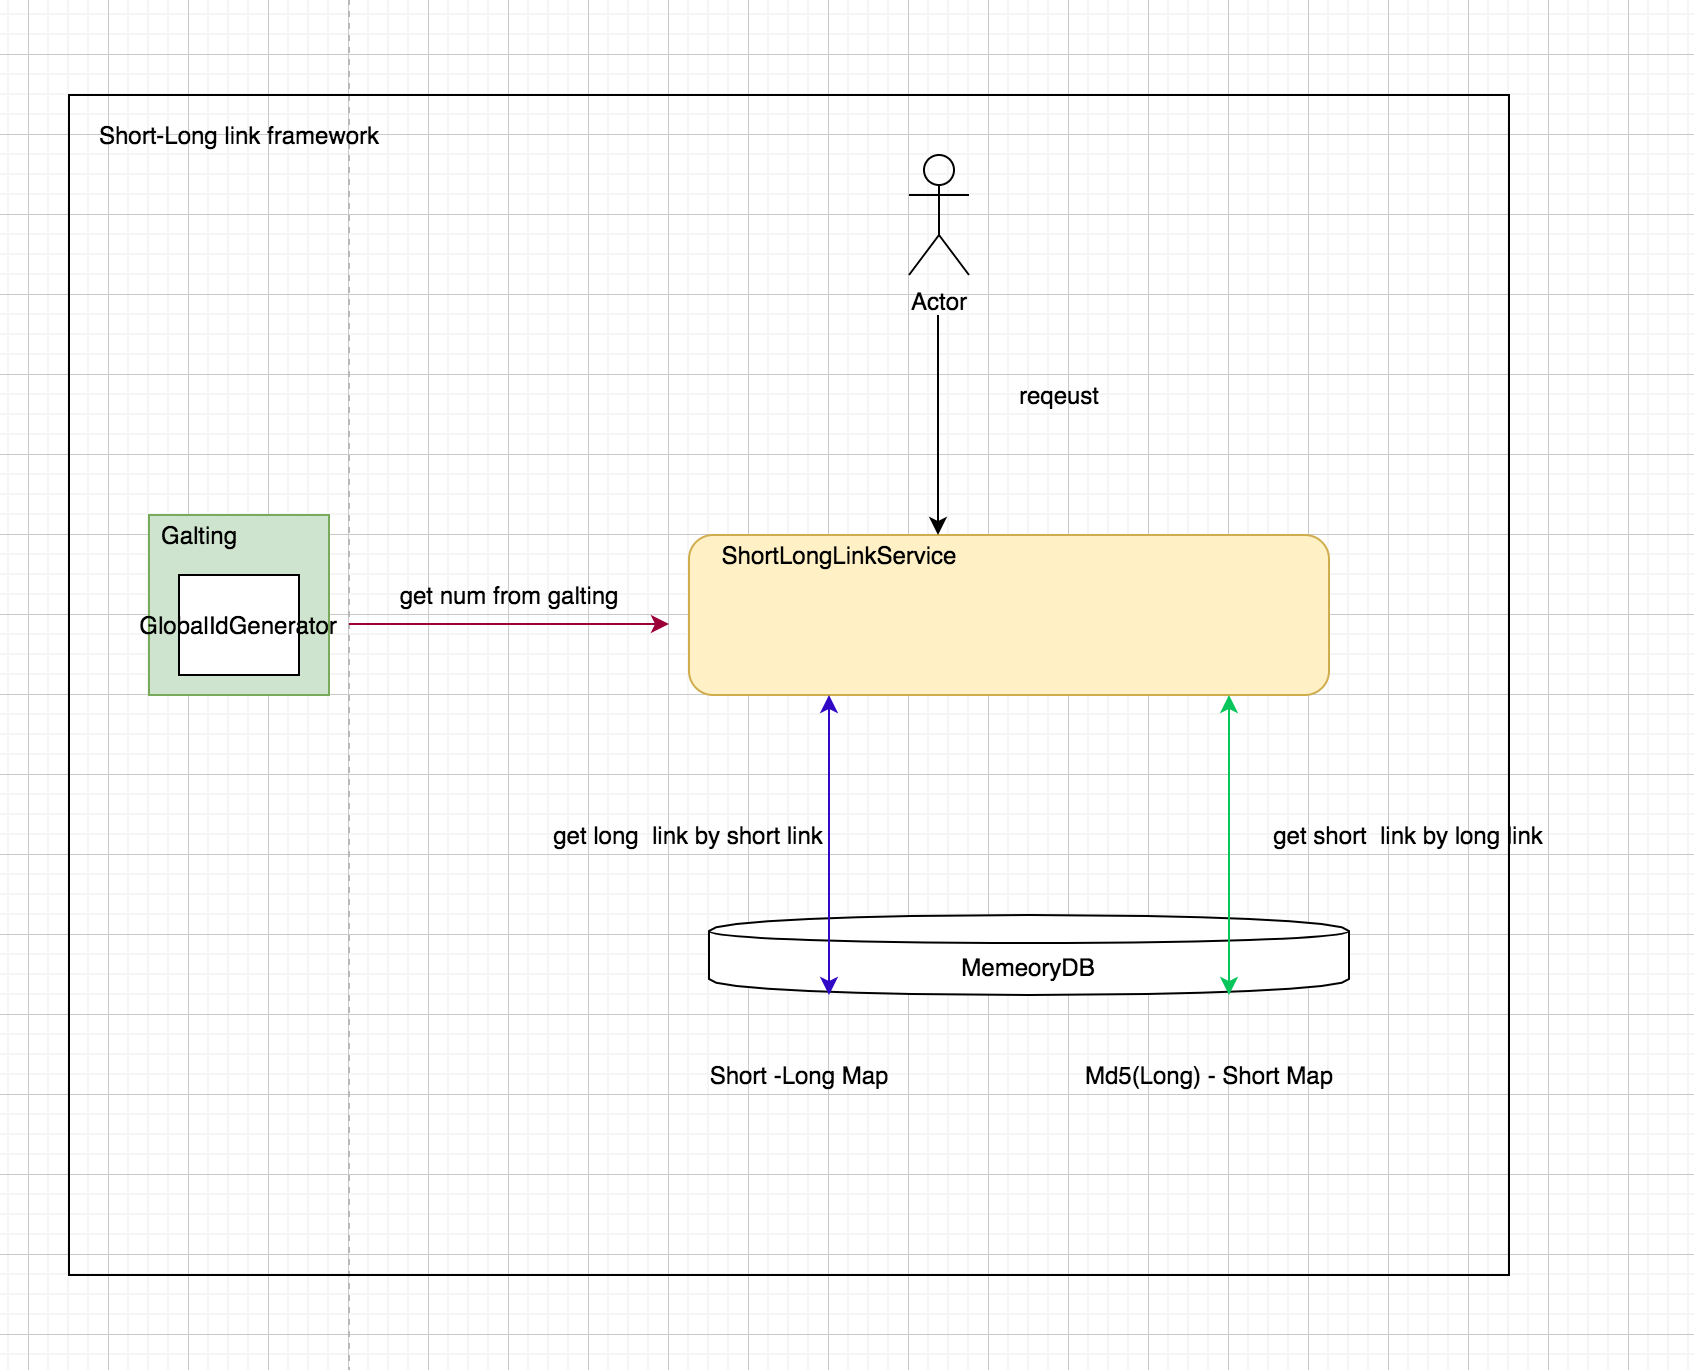 Short-Long link framework
Actor
reqeust
Galting
GlobalIdGenerator
get num from galting
ShortLongLinkService
get long  link by short link
get short  link by long link
MemeoryDB
Short -Long Map
Md5(Long) - Short Map